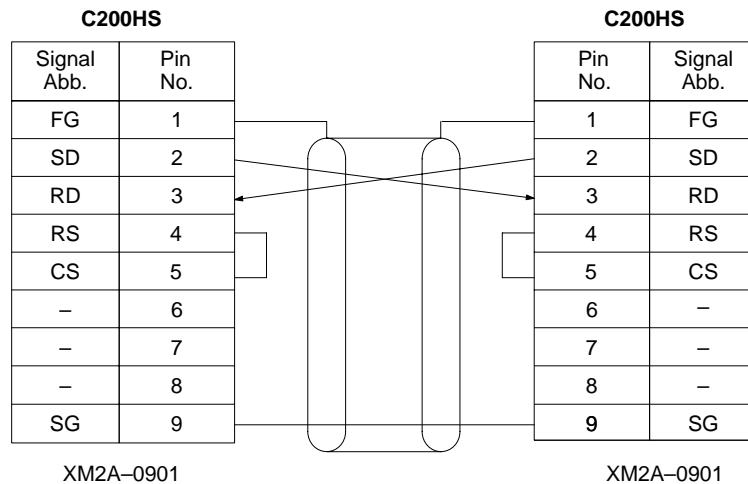 C200HS C200HS
Signal Abb. Pin No. Pin No. Signal Abb.
FG 1 1 FG
SD 2 2 SD
RD 3 3 RD
RS 4 4 RS
CS 5 5 CS
– 6 6 –
– 7 7 –
– 8 8 –
SG 9 9 SG
XM2A–0901 XM2A–0901